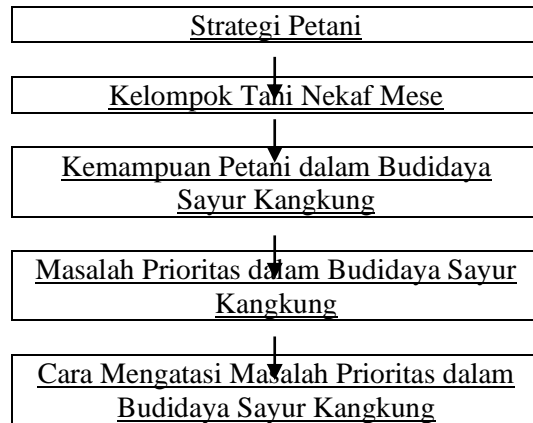 Strategi Petani
Kelompok Tani Nekaf Mese
Kemampuan Petani dalam Budidaya
Sayur Kangkung
Masalah Prioritas dalam Budidaya Sayur
Kangkung
Cara Mengatasi Masalah Prioritas dalam
Budidaya Sayur Kangkung